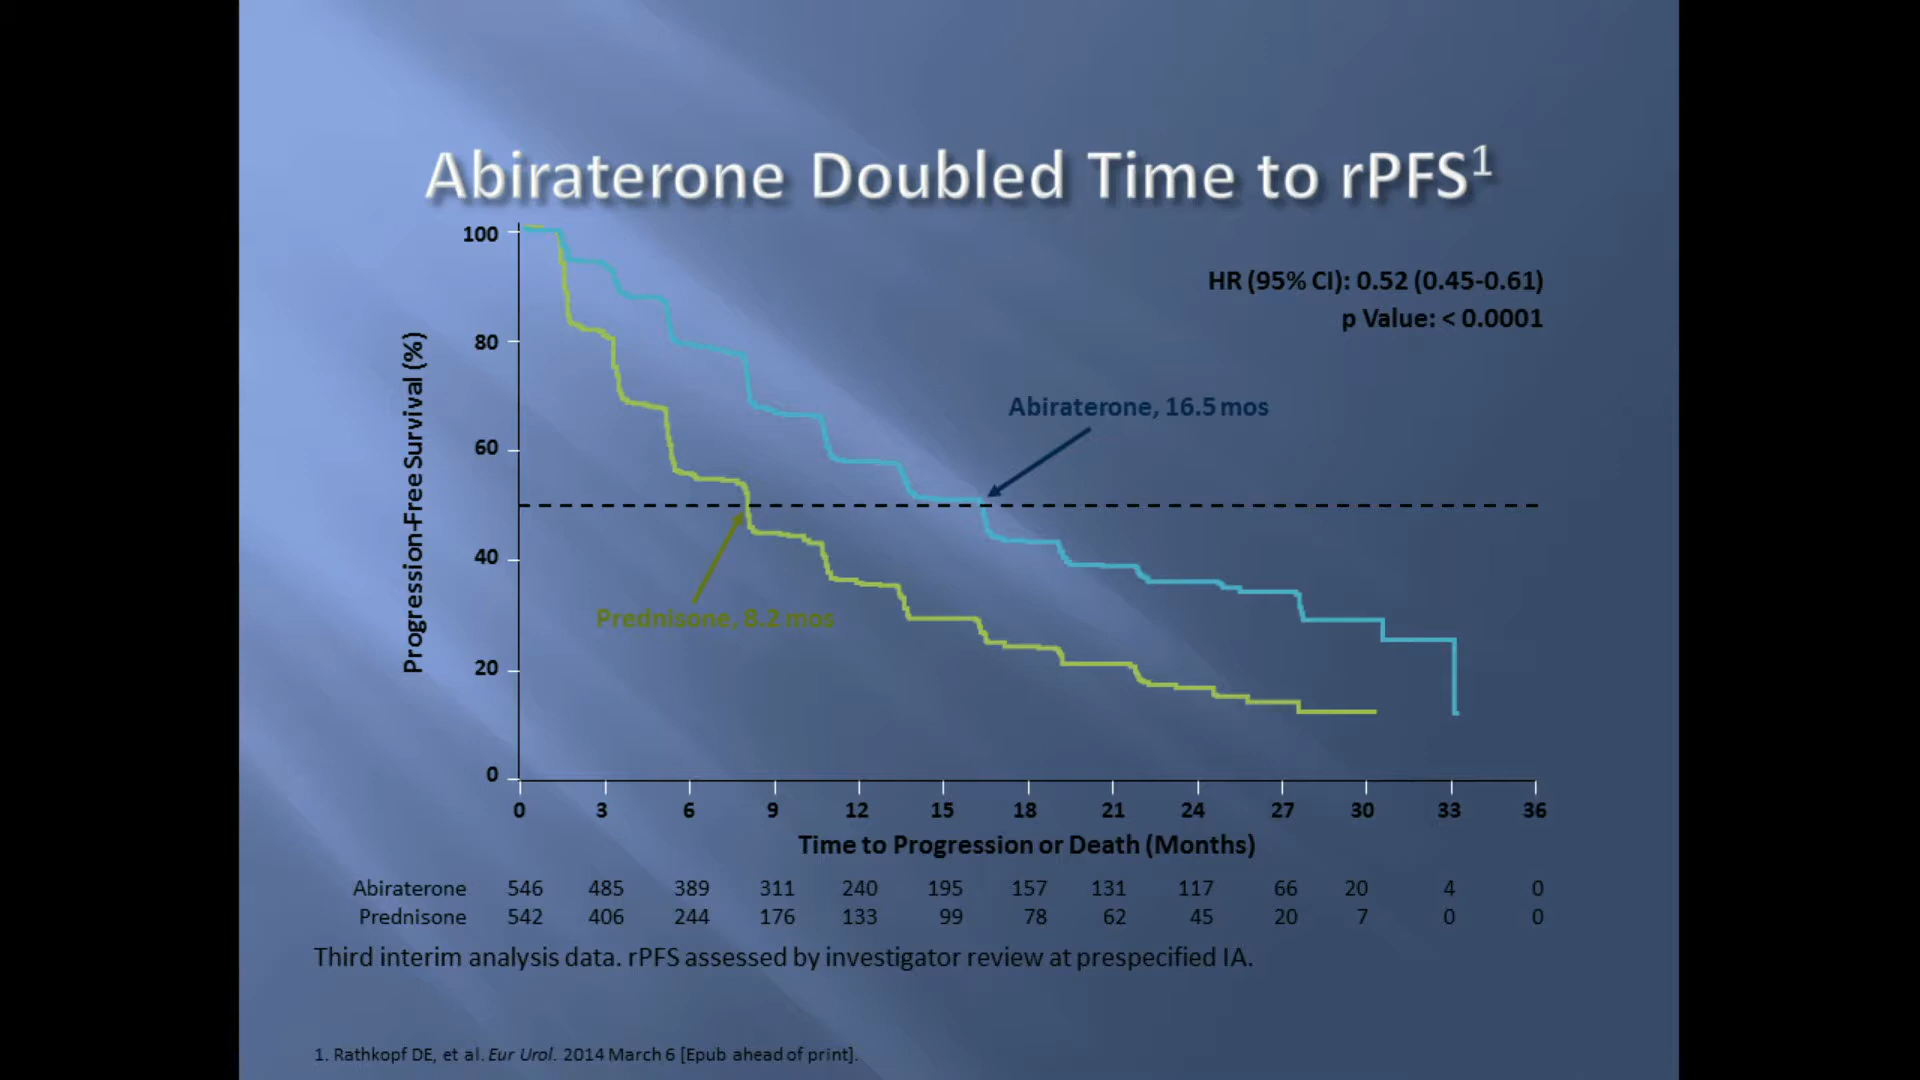 Abiraterone Doubled Time to rPFS1
100
80
60
40
20
0
Progression-Free Survival (%)
HR (95% CI): 0.52 (0.45-0.61)
p Value: < 0.0001
Abiraterone, 16.5 mos
Prednisone, 8.2 mos
0 3 6 9 12 15 18 21 24 27 30 33 36
Time to Progression or Death (Months)
Abiraterone 546 485 389 311 240 195 157 131 117 66 20 4 0
Prednisone 542 406 244 176 133 99 78 62 45 20 7 0 0
Third interim analysis data. rPFS assessed by investigator review at prespecified IA.
1. Rathkopf DE, et al. Eur Urol. 2014 March 6 [Epub ahead of print].